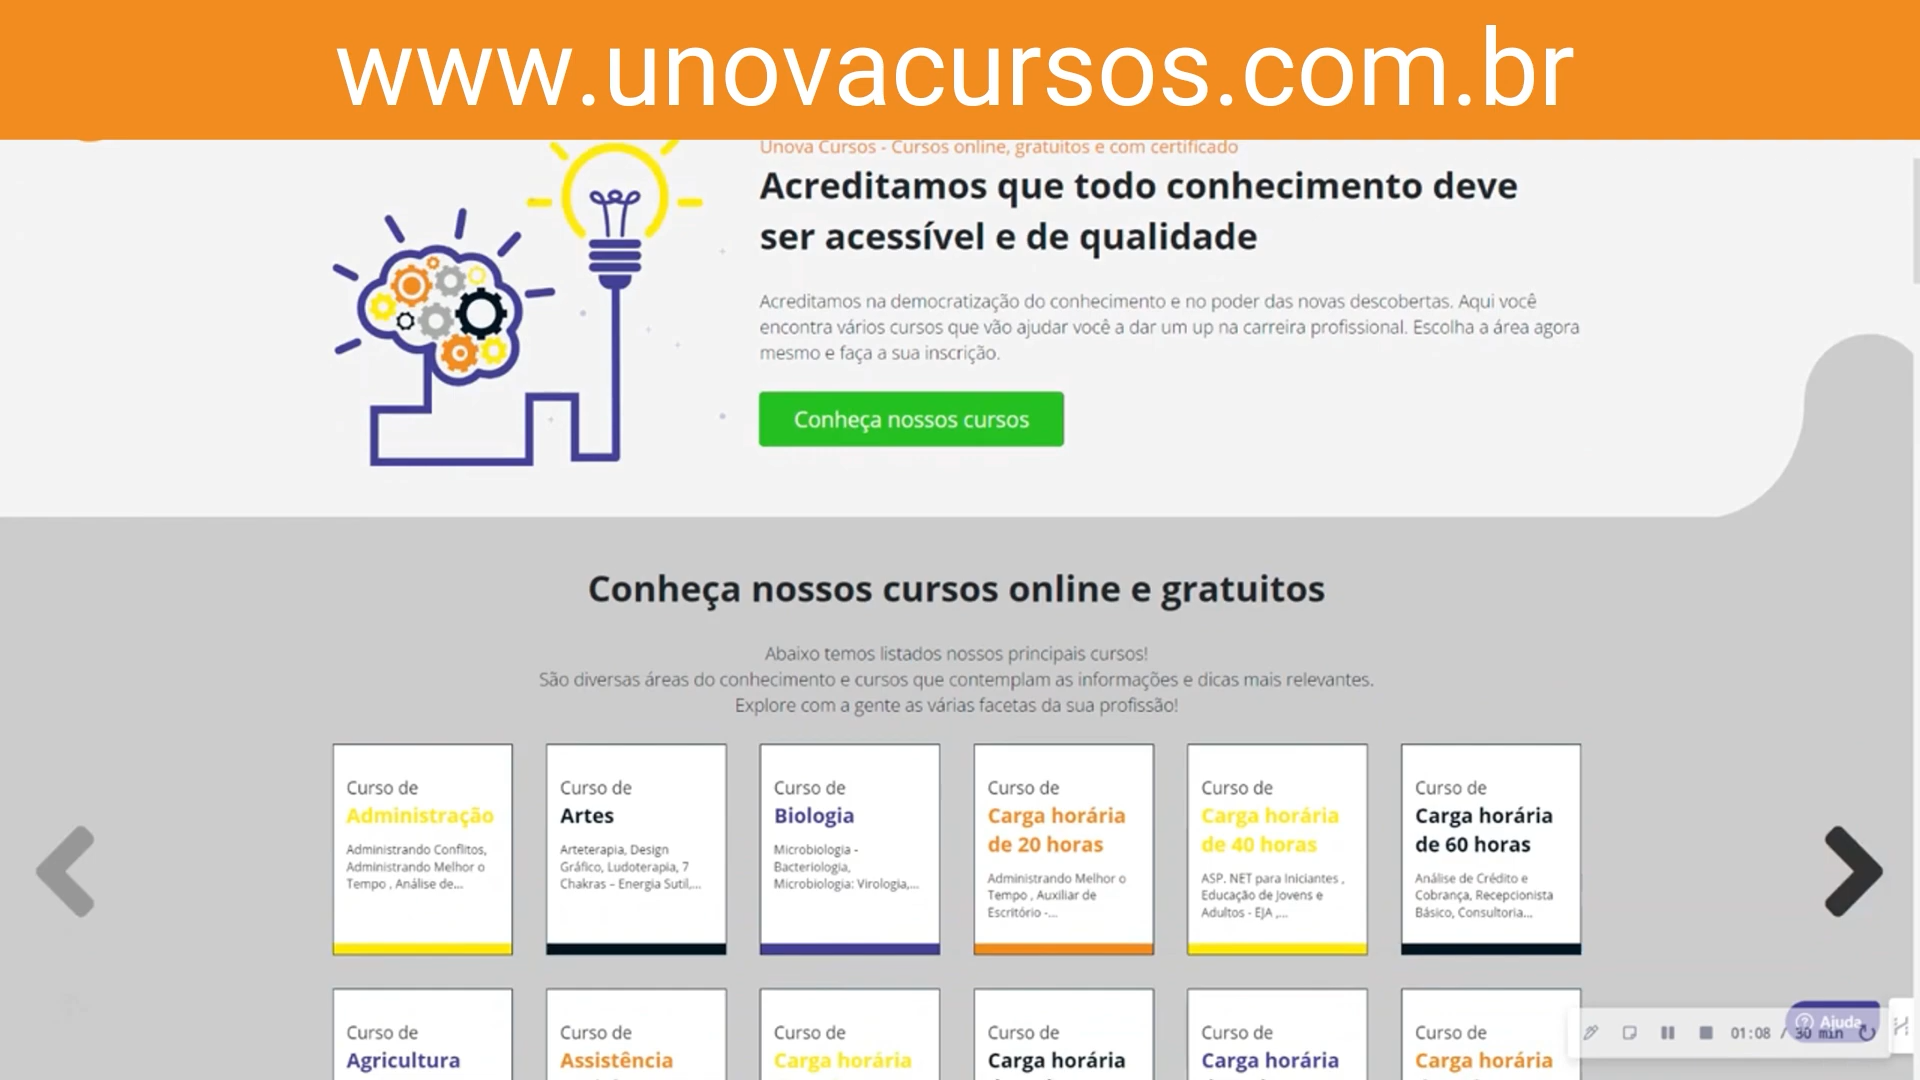 www.unovacursos.com.br
Unova Cursos - Cursos online, gratuitos e com certificado
Acreditamos que todo conhecimento deve
ser acessível e de qualidade
Acreditamos na democratização do conhecimento e no poder das novas descobertas. Aqui você
encontra vários cursos que vão ajudar você a dar um up na carreira profissional. Escolha a área agora
mesmo e faça a sua inscrição.
Conheça nossos cursos
Conheça nossos cursos online e gratuitos
Abaixo temos listados nossos principais cursos!
São diversas áreas do conhecimento e cursos que contemplam as informações e dicas mais relevantes.
Explore com a gente as várias facetas da sua profissão!
Curso de
Administração
Administrando Conflitos,
Administrando Melhor o
Tempo , Análise de...
Curso de
Artes
Arteterapia, Design
Gráfico, Ludoterapia, 7
Chakras – Energia Sutil,...
Curso de
Biologia
Microbiologia -
Bacteriologia,
Microbiologia: Virologia,...
Curso de
Carga horária
de 20 horas
Administrando Melhor o
Tempo , Auxiliar de
Escritório -...
Curso de
Carga horária
de 40 horas
ASP. NET para Iniciantes ,
Educação de Jovens e
Adultos - EJA ,...
Curso de
Carga horária
de 60 horas
Análise de Crédito e
Cobrança, Recepcionista
Básico, Consultoria...
Curso de
Agricultura
Curso de
Assistência
Curso de
Carga horária
Curso de
Carga horária
Curso de
Carga horária
Curso de
Carga horária
Ajuda
01:08 / 30 min